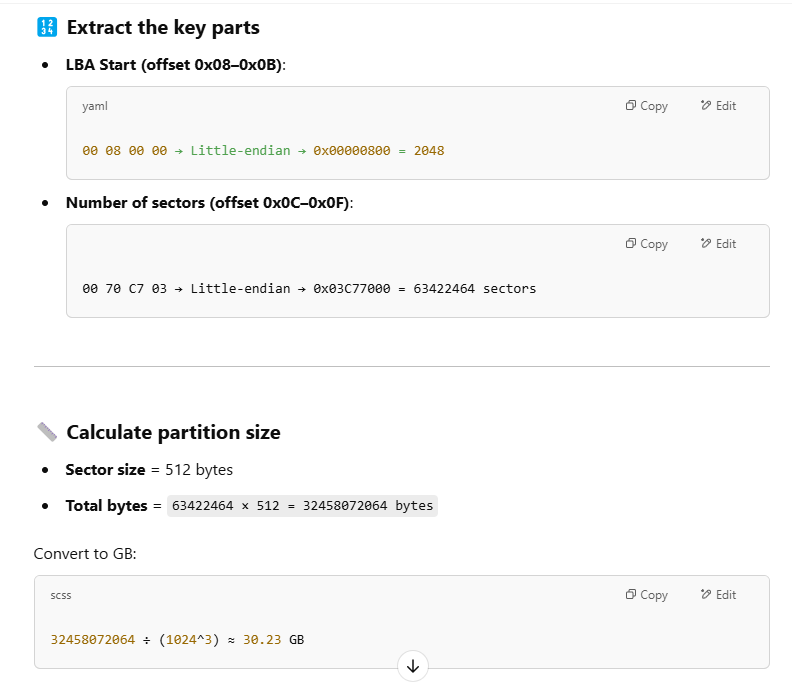 🔢 Extract the key parts
• LBA Start (offset 0x08–0x0B):
yaml Copy Edit
00 08 00 00 → Little-endian → 0x00000800 = 2048
• Number of sectors (offset 0x0C–0x0F):
Copy Edit
00 70 C7 03 → Little-endian → 0x03C77000 = 63422464 sectors
📏 Calculate partition size
• Sector size = 512 bytes
• Total bytes = 63422464 × 512 = 32458072064 bytes
Convert to GB:
scss Copy Edit
32458072064 ÷ (1024^3) ≈ 30.23 GB